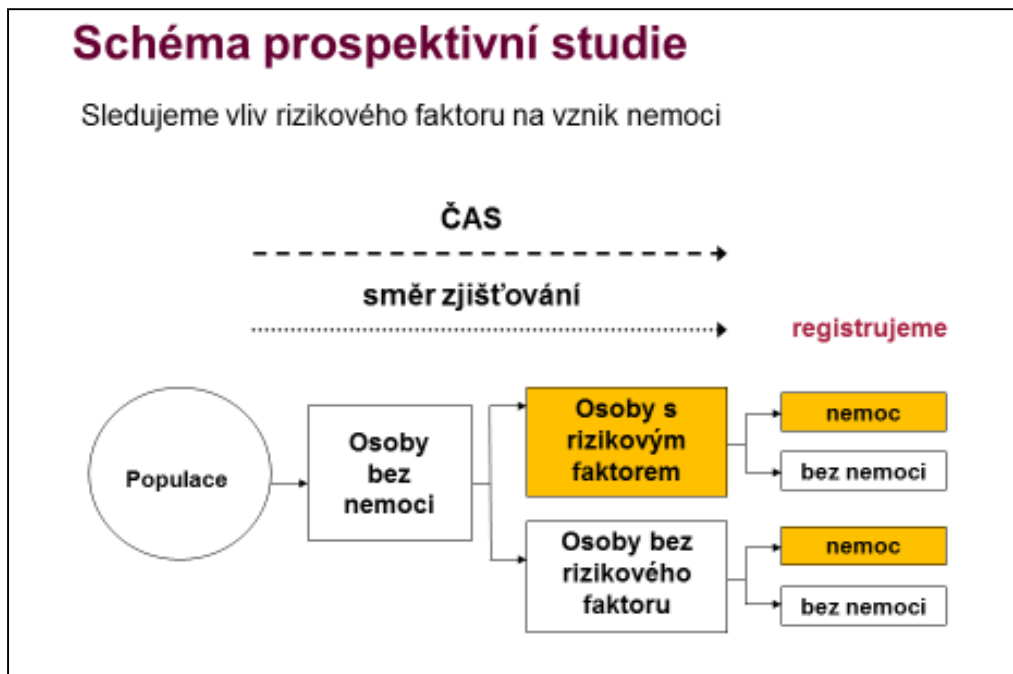 Schéma prospektivní studie
Sledujeme vliv rizikového faktoru na vznik nemoci
ČAS
směr zjišťování
registrujeme
Populace
Osoby
bez
nemoci
Osoby s
rizikovým
faktorem
nemoc
bez nemoci
Osoby bez
rizikového
faktoru
nemoc
bez nemoci